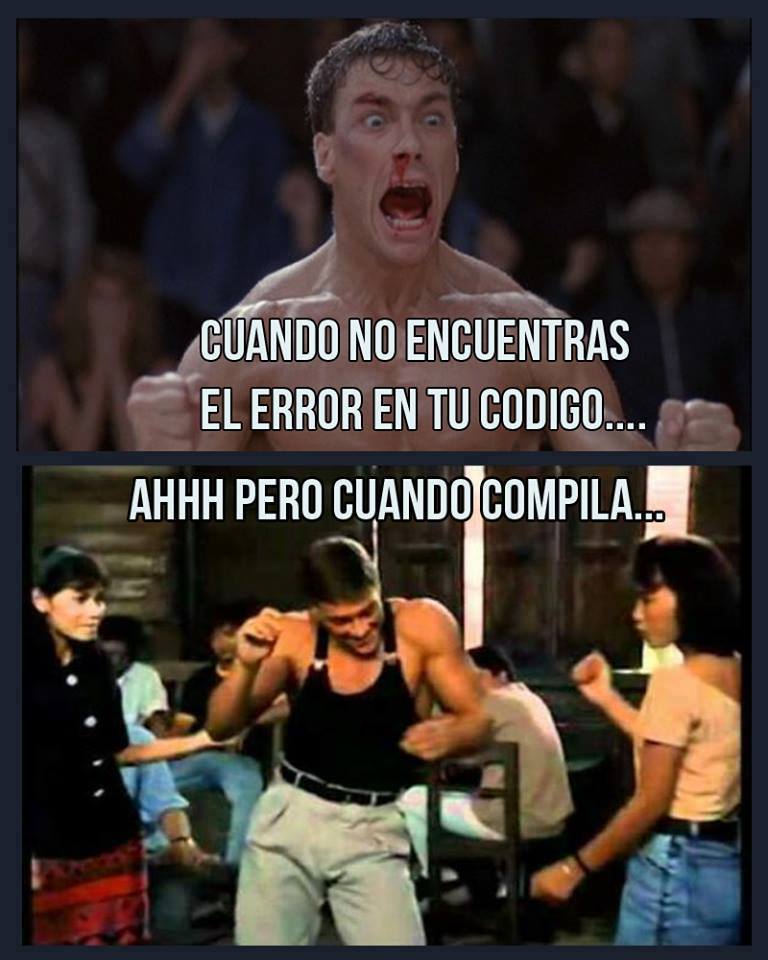 CUANDO NO ENCUENTRAS
EL ERROR EN TU CODIGO....
AHHH PERO CUANDO COMPILA...